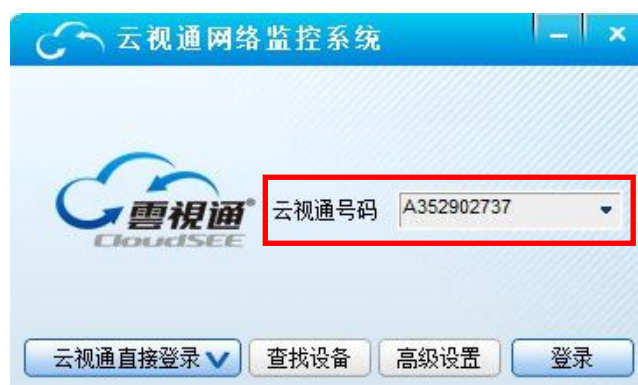 云视通网络监控系统
雲視通®
CloudSEE
云视通号码 A352902737
云视通直接登录 查找设备 高级设置 登录